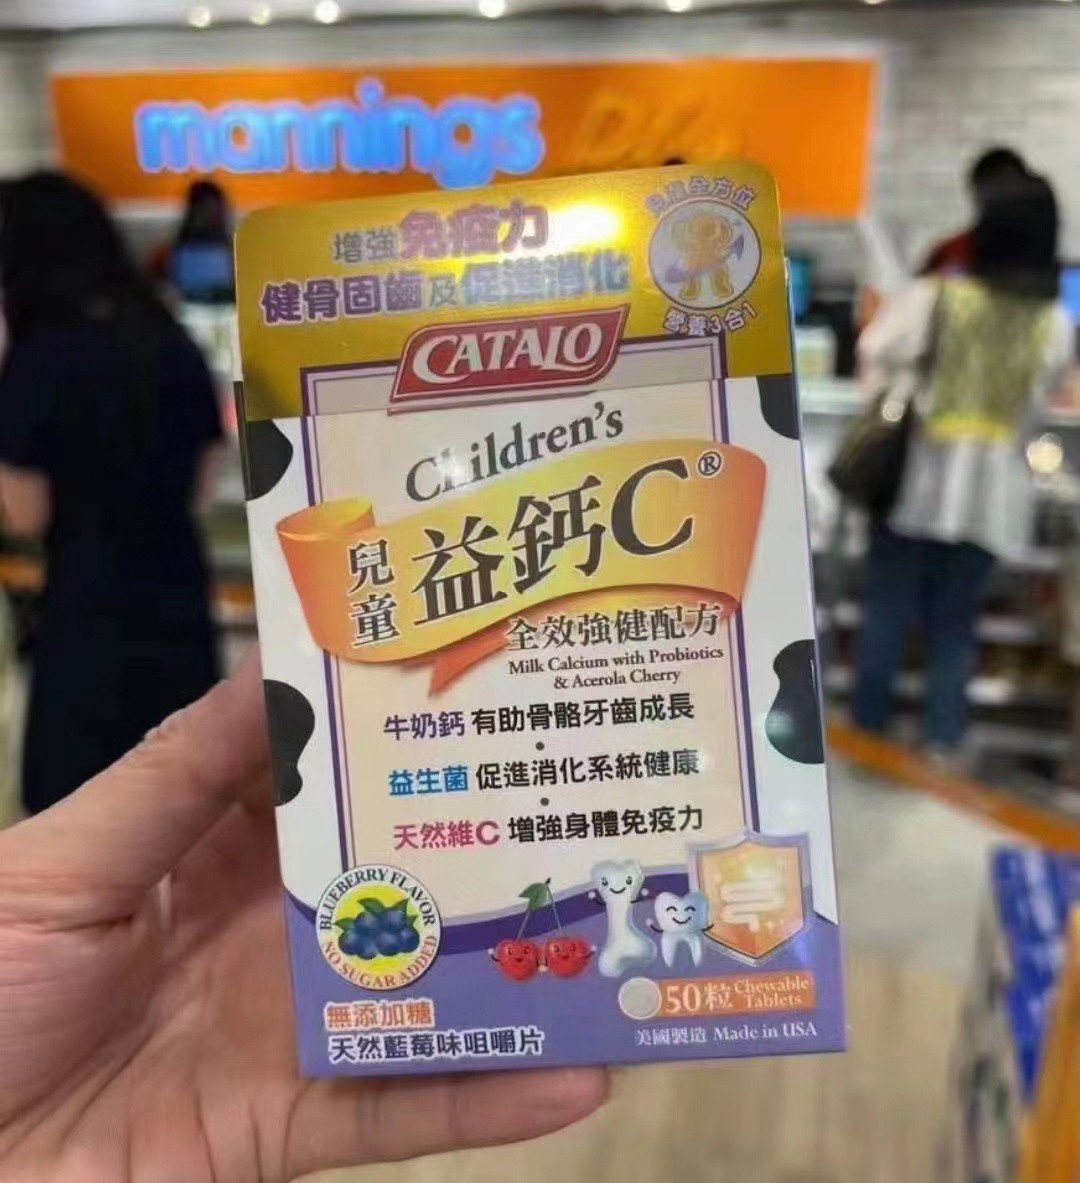 mannings
Plus
增強免疫力
健骨固齒及促進消化
營養3合1
CATALO
Children's
兒童益鈣C®
全效強健配方
Milk Calcium with Probiotics
& Acerola Cherry
牛奶鈣 有助骨骼牙齒成長
益生菌 促進消化系統健康
天然維C 增強身體免疫力
BLUEBERRY FLAVOR
NO SUGAR ADDED
無添加糖
天然藍莓味咀嚼片
50粒 Chewable Tablets
美國製造 Made in USA